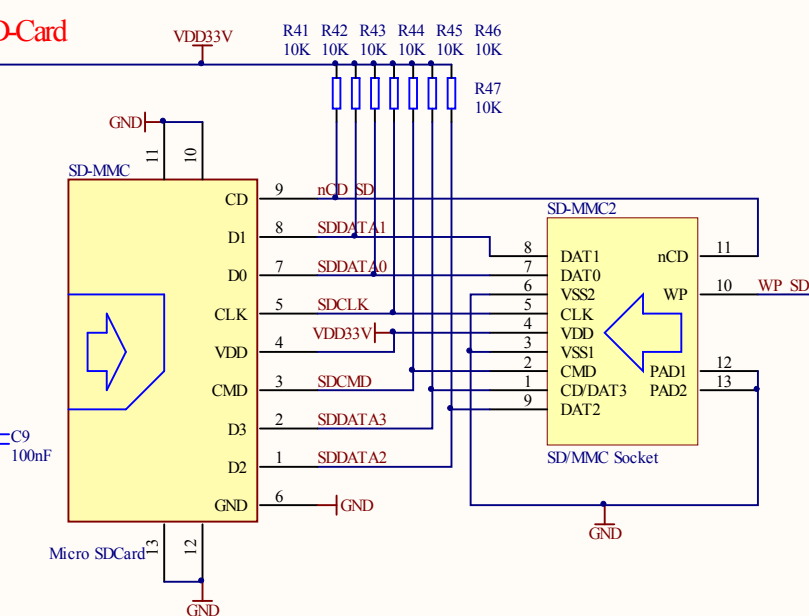 D-Card
VDD33V
R41 R42 R43 R44 R45 R46
10K 10K 10K 10K 10K 10K
R47
10K
GND
11
10
SD-MMC
CD 9 nCD_SD
D1 8 SDDATA1
D0 7 SDDATA0
CLK 5 SDCLK
VDD 4 VDD33V
CMD 3 SDCMD
D3 2 SDDATA3
D2 1 SDDATA2
GND 6 GND
SD-MMC2
8 DAT1 nCD 11
7 DAT0
6 VSS2 WP 10 WP_SD
5 CLK
4 VDD
3 VSS1
2 CMD PAD1 12
1 CD/DAT3 PAD2 13
9 DAT2
SD/MMC Socket
GND
C9
100nF
Micro SDCard
13
12
GND